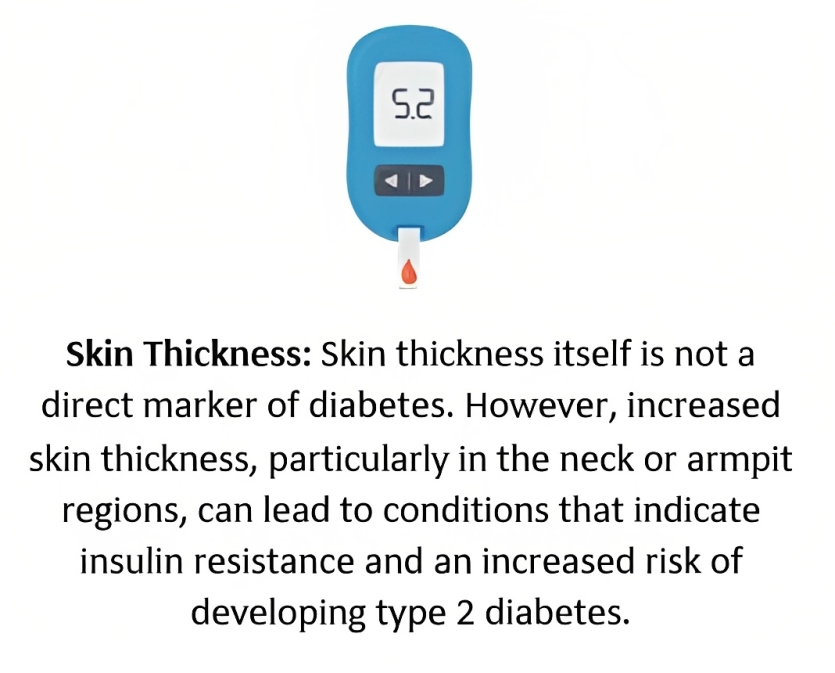 5.2
Skin Thickness: Skin thickness itself is not a
direct marker of diabetes. However, increased
skin thickness, particularly in the neck or armpit
regions, can lead to conditions that indicate
insulin resistance and an increased risk of
developing type 2 diabetes.